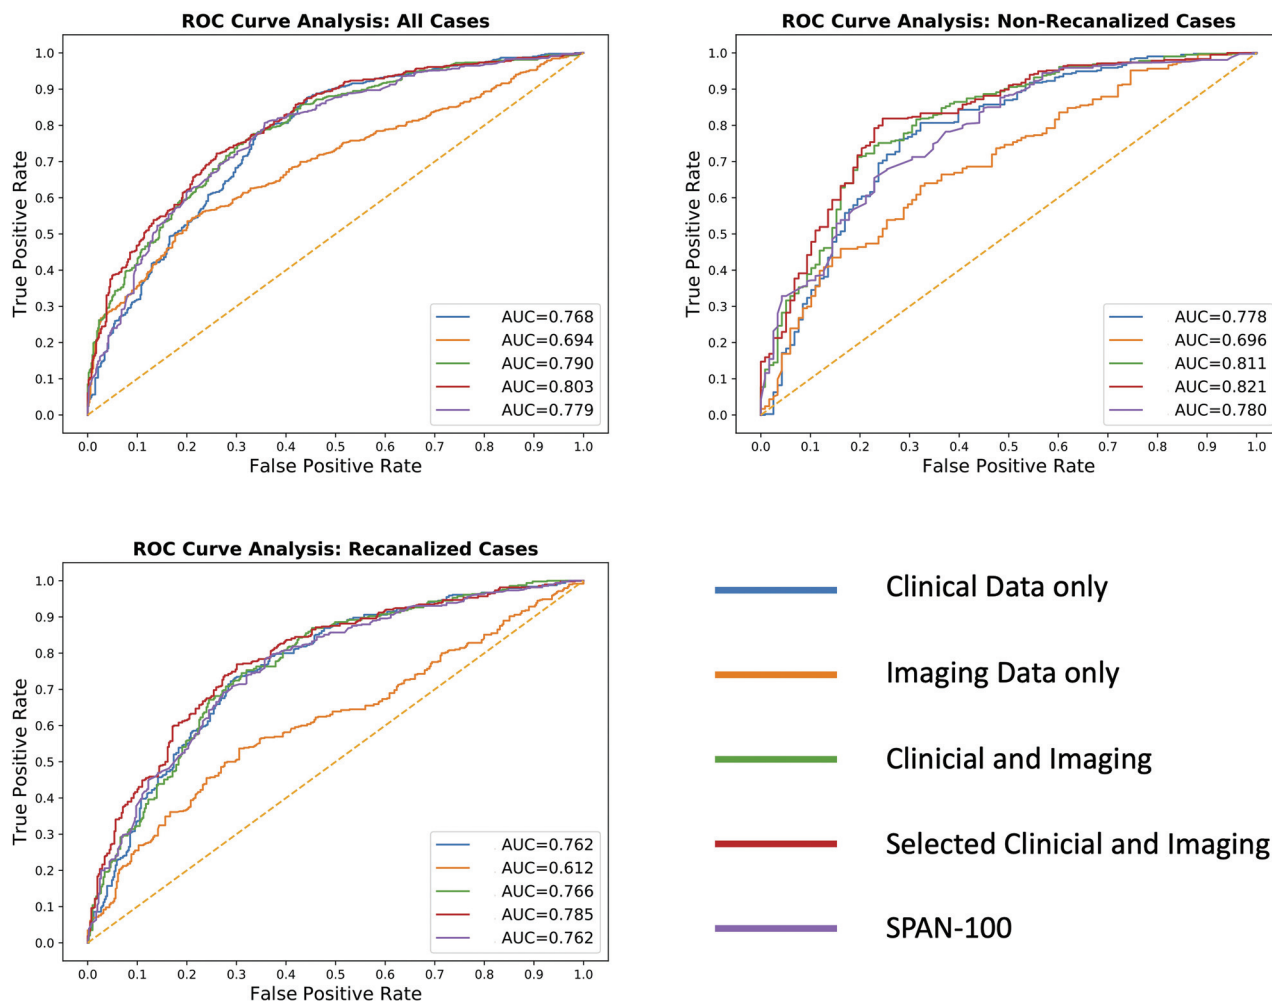 ROC Curve Analysis: All Cases
True Positive Rate
1.0
0.9
0.8
0.7
0.6
0.5
0.4
0.3
0.2
0.1
0.0
AUC=0.768
AUC=0.694
AUC=0.790
AUC=0.803
AUC=0.779
0.0 0.1 0.2 0.3 0.4 0.5 0.6 0.7 0.8 0.9 1.0
False Positive Rate
ROC Curve Analysis: Non-Recanalized Cases
True Positive Rate
1.0
0.9
0.8
0.7
0.6
0.5
0.4
0.3
0.2
0.1
0.0
AUC=0.778
AUC=0.696
AUC=0.811
AUC=0.821
AUC=0.780
0.0 0.1 0.2 0.3 0.4 0.5 0.6 0.7 0.8 0.9 1.0
False Positive Rate
ROC Curve Analysis: Recanalized Cases
True Positive Rate
1.0
0.9
0.8
0.7
0.6
0.5
0.4
0.3
0.2
0.1
0.0
AUC=0.762
AUC=0.612
AUC=0.766
AUC=0.785
AUC=0.762
0.0 0.1 0.2 0.3 0.4 0.5 0.6 0.7 0.8 0.9 1.0
False Positive Rate
Clinical Data only
Imaging Data only
Clinicial and Imaging
Selected Clinicial and Imaging
SPAN-100